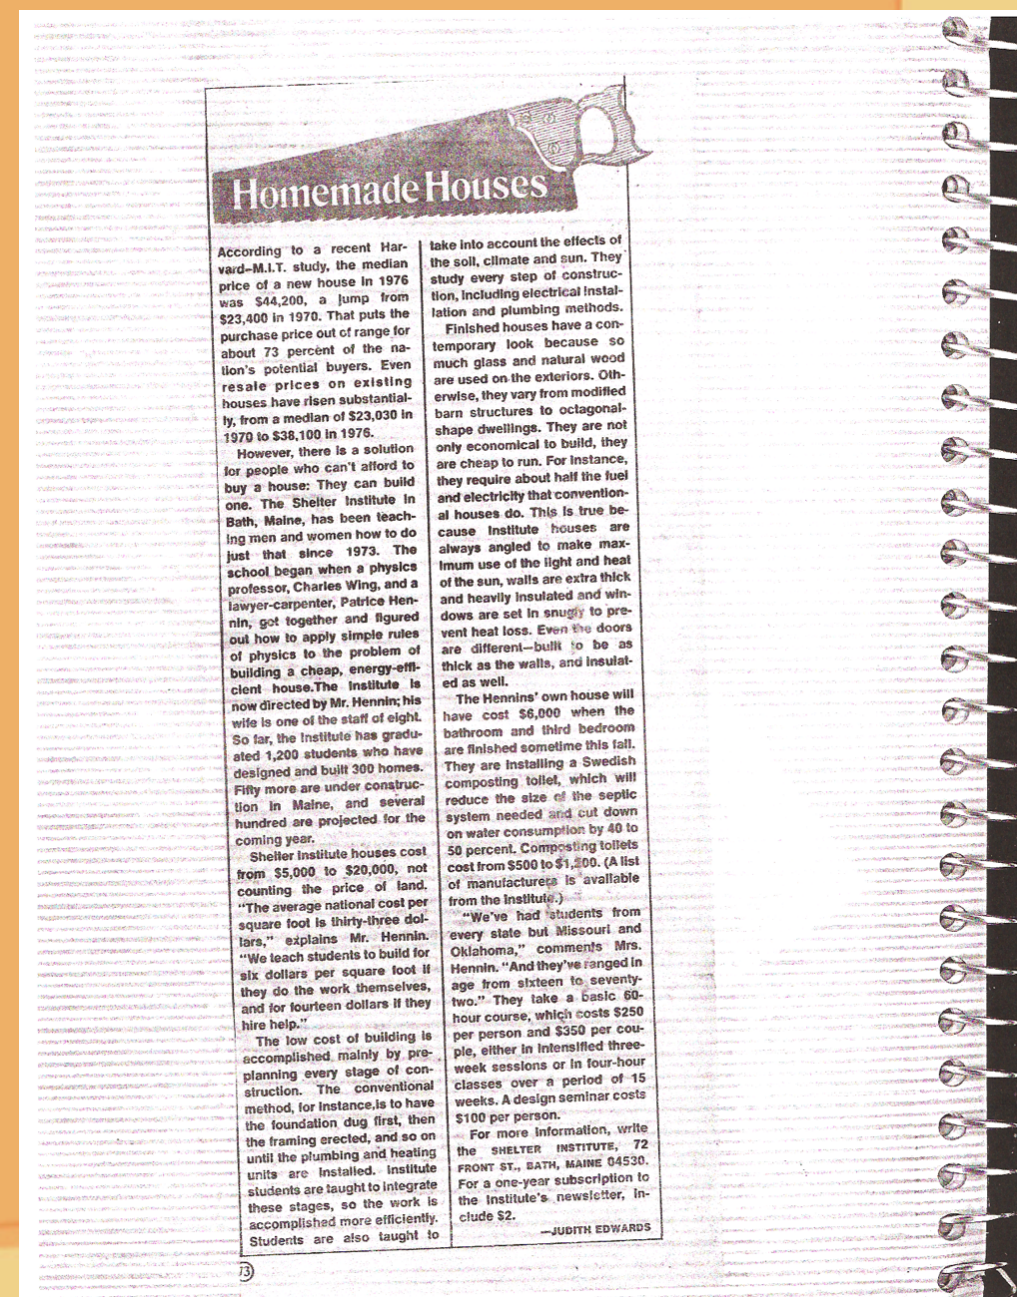 Homemade Houses
According to a recent Har-
vard–M.I.T. study, the median
price of a new house in 1976
was $44,200, a jump from
$23,400 in 1970. That puts the
purchase price out of range for
about 73 percent of the na-
tion's potential buyers. Even
resale prices on existing
houses have risen substantial-
ly, from a median of $23,030 in
1970 to $38,100 in 1976.
However, there is a solution
for people who can't afford to
buy a house: They can build
one. The Shelter Institute in
Bath, Maine, has been teach-
ing men and women how to do
just that since 1973. The
school began when a physics
professor, Charles Wing, and a
lawyer-carpenter, Patrice Hen-
nin, got together and figured
out how to apply simple rules
of physics to the problem of
building a cheap, energy-effi-
cient house.The Institute is
now directed by Mr. Hennin; his
wife is one of the staff of eight.
So far, the Institute has gradu-
ated 1,200 students who have
designed and built 300 homes.
Fifty more are under construc-
tion in Maine, and several
hundred are projected for the
coming year.
Shelter Institute houses cost
from $5,000 to $20,000, not
counting the price of land.
"The average national cost per
square foot is thirty-three dol-
lars," explains Mr. Hennin.
"We teach students to build for
six dollars per square foot if
they do the work themselves,
and for fourteen dollars if they
hire help."
The low cost of building is
accomplished mainly by pre-
planning every stage of con-
struction. The conventional
method, for instance,is to have
the foundation dug first, then
the framing erected, and so on
until the plumbing and heating
units are installed. Institute
students are taught to integrate
these stages, so the work is
accomplished more efficiently.
Students are also taught to
take into account the effects of
the soil, climate and sun. They
study every step of construc-
tion, including electrical instal-
lation and plumbing methods.
Finished houses have a con-
temporary look because so
much glass and natural wood
are used on the exteriors. Oth-
erwise, they vary from modified
barn structures to octagonal-
shape dwellings. They are not
only economical to build, they
are cheap to run. For instance,
they require about half the fuel
and electricity that convention-
al houses do. This is true be-
cause Institute houses are
always angled to make max-
imum use of the light and heat
of the sun, walls are extra thick
and heavily insulated and win-
dows are set in snugly to pre-
vent heat loss. Even the doors
are different—built to be as
thick as the walls, and insulat-
ed as well.
The Hennins' own house will
have cost $6,000 when the
bathroom and third bedroom
are finished sometime this fall.
They are installing a Swedish
composting toilet, which will
reduce the size of the septic
system needed and cut down
on water consumption by 40 to
50 percent. Composting toilets
cost from $500 to $1,200. (A list
of manufacturers is available
from the Institute.)
"We've had students from
every state but Missouri and
Oklahoma," comments Mrs.
Hennin. "And they've ranged in
age from sixteen to seventy-
two." They take a basic 60-
hour course, which costs $250
per person and $350 per cou-
ple, either in intensified three-
week sessions or in four-hour
classes over a period of 15
weeks. A design seminar costs
$100 per person.
For more information, write
the SHELTER INSTITUTE, 72
FRONT ST., BATH, MAINE 04530.
For a one-year subscription to
the Institute's newsletter, in-
clude $2.
—JUDITH EDWARDS